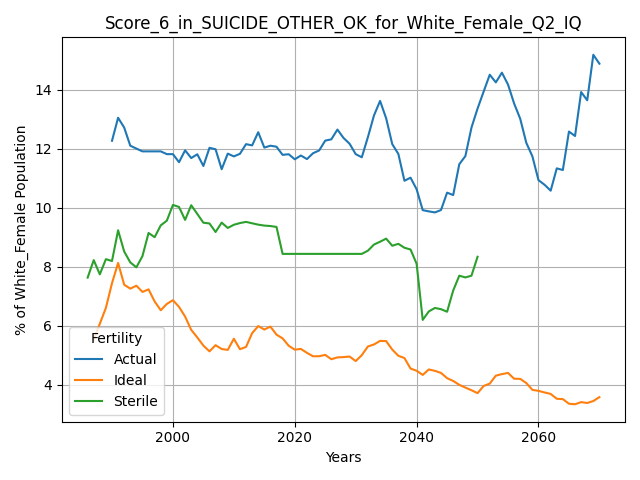 Score_6_in_SUICIDE_OTHER_OK_for_White_Female_Q2_IQ
% of White_Female Population
14
12
10
8
6
4
Fertility
Actual
Ideal
Sterile
2000 2020 2040 2060
Years